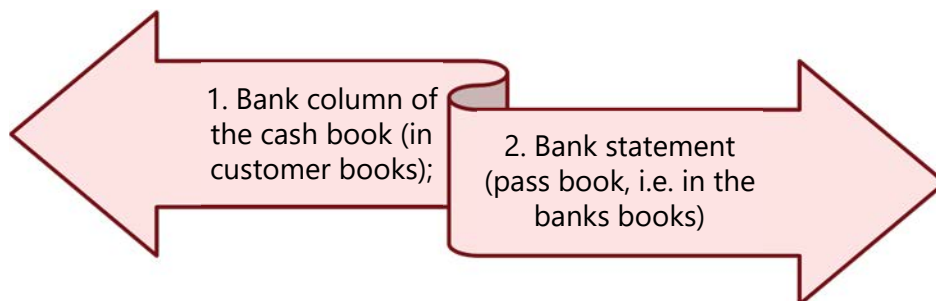 1. Bank column of
the cash book (in
customer books);
2. Bank statement
(pass book, i.e. in the
banks books)